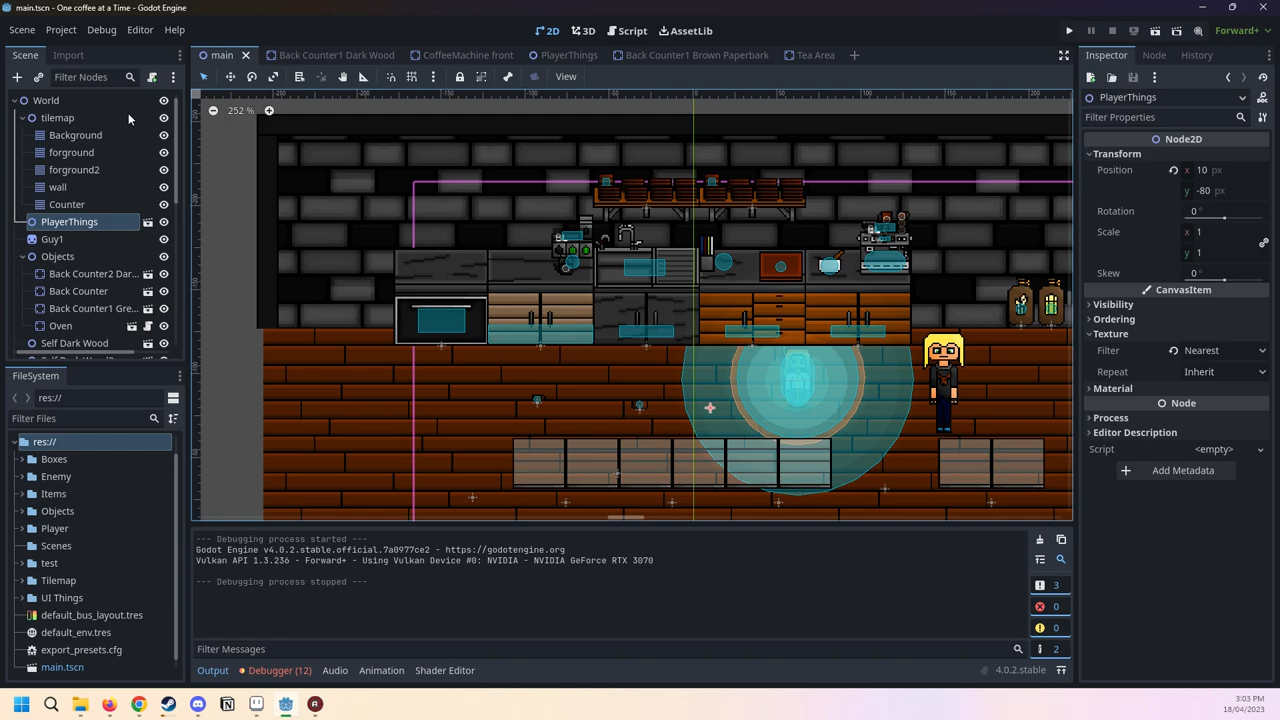 main.tscn - One coffee at a Time - Godot Engine
Scene Project Debug Editor Help
2D 3D Script AssetLib
Forward+
Scene Import
main Back Counter1 Dark Wood CoffeeMachine front PlayerThings Back Counter1 Brown Paperback Tea Area
Inspector Node History
Filter Nodes
View
World
tilemap
Background
forground
forground2
wall
Counter
PlayerThings
Guy1
Objects
Back Counter2 Dar...
Back Counter
Back Counter1 Gre...
Oven
Self Dark Wood
252 %
PlayerThings
Filter Properties
Node2D
Transform
Position x 10 px
y -80 px
Rotation 0 °
Scale x 1
y 1
Skew 0 °
CanvasItem
Visibility
Ordering
Texture
Filter Nearest
Repeat Inherit
Material
Node
Process
Editor Description
Script <empty>
Add Metadata
FileSystem
res://
Filter Files
res://
Boxes
Enemy
Items
Objects
Player
Scenes
test
Tilemap
UI Things
default_bus_layout.tres
default_env.tres
export_presets.cfg
main.tscn
--- Debugging process started ---
Godot Engine v4.0.2.stable.official.7a0977ce2 - https://godotengine.org
Vulkan API 1.3.236 - Forward+ - Using Vulkan Device #0: NVIDIA - NVIDIA GeForce RTX 3070
--- Debugging process stopped ---
3
0
0
2
Filter Messages
Output Debugger (12) Audio Animation Shader Editor
4.0.2.stable
3:03 PM
18/04/2023